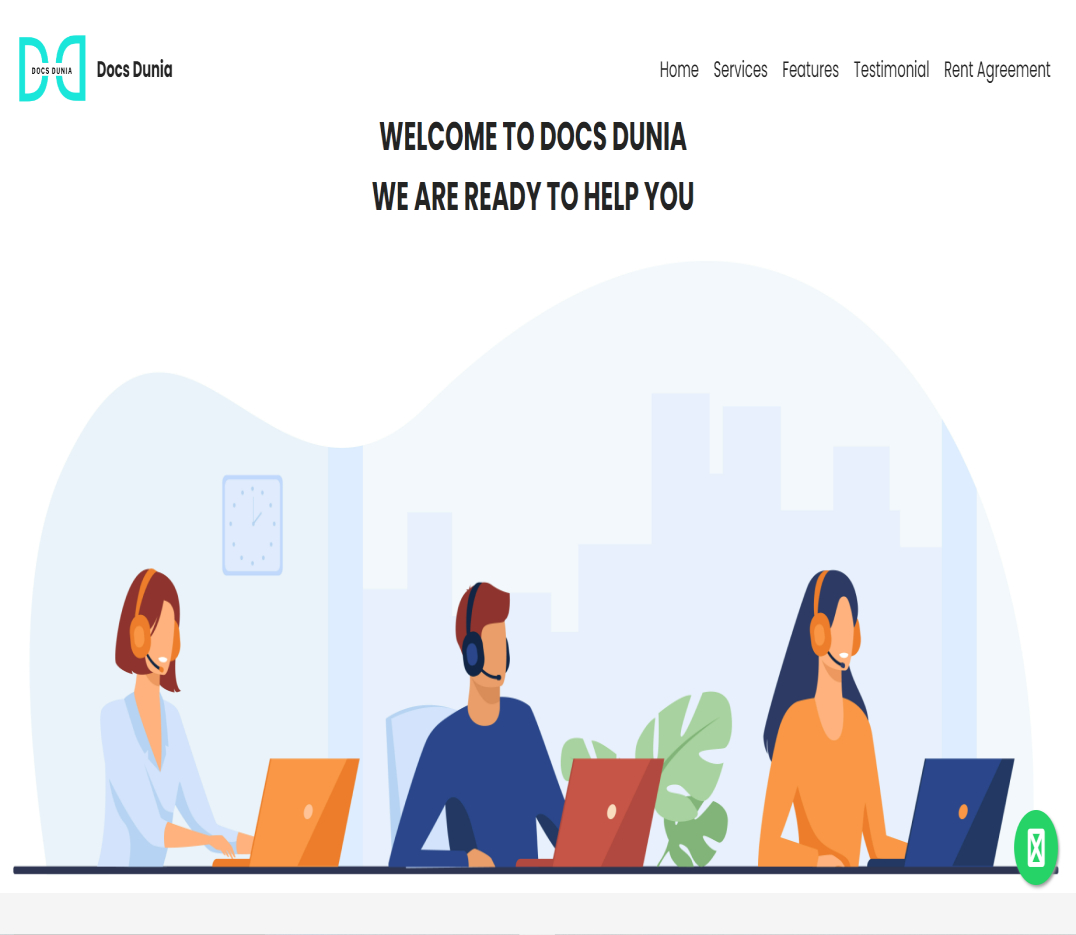 DOCS DUNIA
Docs Dunia
Home Services Features Testimonial Rent Agreement
WELCOME TO DOCS DUNIA
WE ARE READY TO HELP YOU